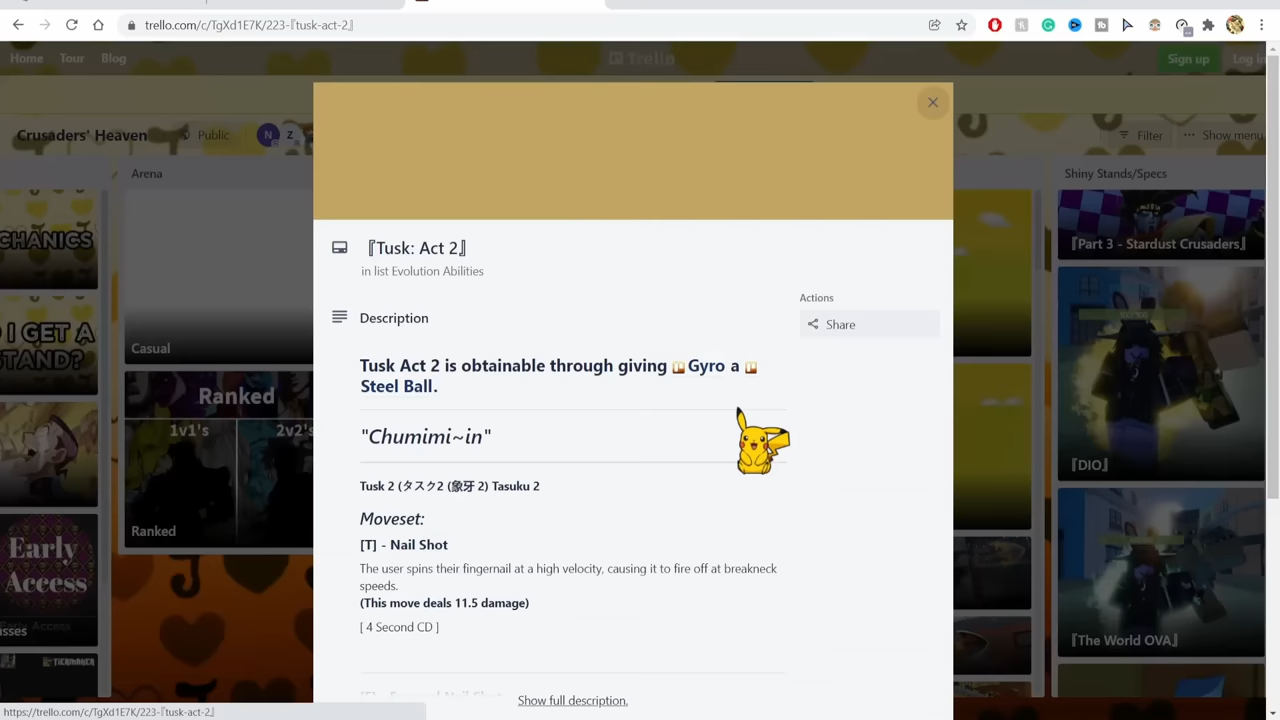 trello.com/c/TgXd1E7K/223-『tusk-act-2』
Home Tour Blog
Trello
Sign up Log in
Crusaders' Heaven
Public
N Z
Filter
Show menu
CHANICS
I GET A
STAND?
Early
Access
Early Access
sses
Arena
Casual
Ranked
1v1's 2v2's
Ranked
『Tusk: Act 2』
in list Evolution Abilities
Description
Tusk Act 2 is obtainable through giving Gyro a
Steel Ball.
"Chumimi~in"
Tusk 2 (タスク2 (象牙 2) Tasuku 2
Moveset:
[T] - Nail Shot
The user spins their fingernail at a high velocity, causing it to fire off at breakneck
speeds.
(This move deals 11.5 damage)
[ 4 Second CD ]
Show full description.
Actions
Share
Shiny Stands/Specs
『Part 3 - Stardust Crusaders』
『DIO』
『The World OVA』
https://trello.com/c/TgXd1E7K/223-『tusk-act-2』